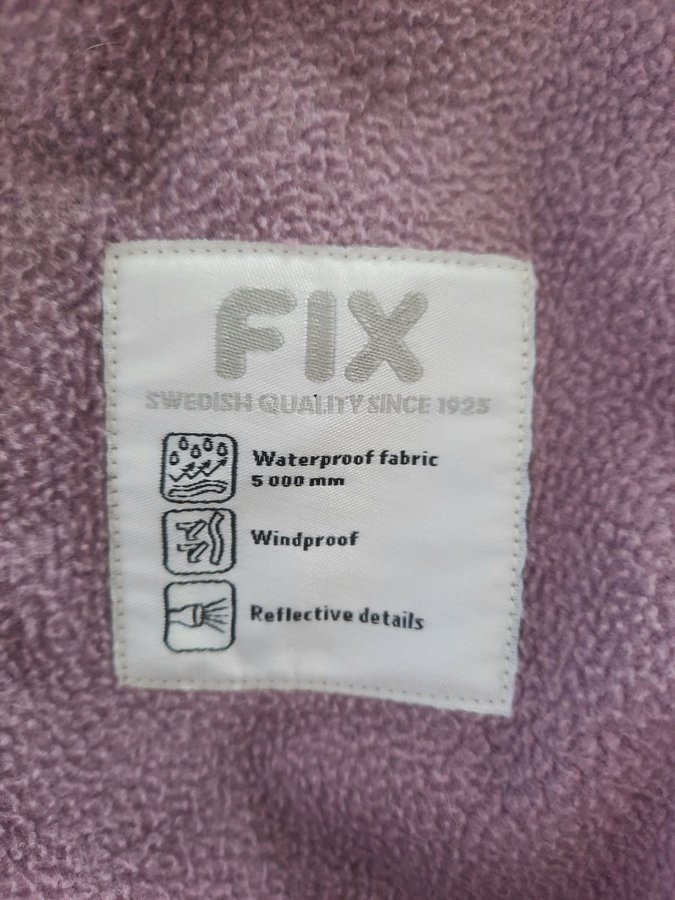 FIX
SWEDISH QUALITY SINCE 1925
Waterproof fabric
5 000 mm
Windproof
Reflective details